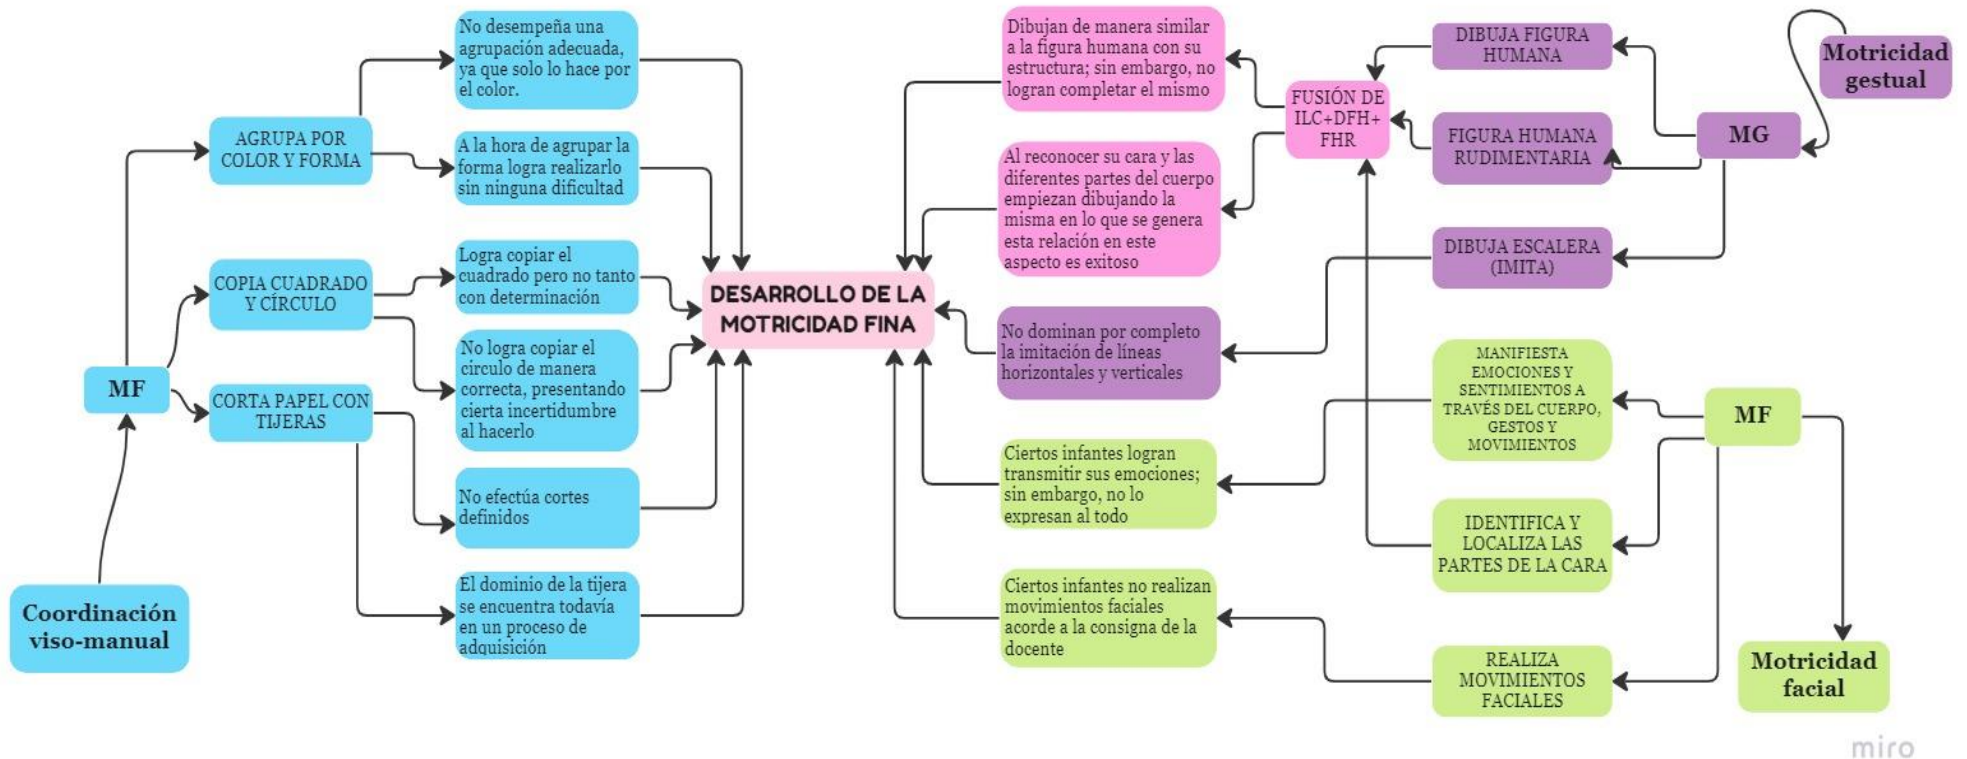 No desempeña una
agrupación adecuada,
ya que solo lo hace por
el color.
AGRUPA POR
COLOR Y FORMA
A la hora de agrupar la
forma logra realizarlo
sin ninguna dificultad
Logra copiar el
cuadrado pero no tanto
con determinación
COPIA CUADRADO
Y CÍRCULO
No logra copiar el
circulo de manera
correcta, presentando
cierta incertidumbre
al hacerlo
MF
CORTA PAPEL CON
TIJERAS
No efectúa cortes
definidos
El dominio de la tijera
se encuentra todavía
en un proceso de
adquisición
Coordinación
viso-manual
DESARROLLO DE LA
MOTRICIDAD FINA
Dibujan de manera similar
a la figura humana con su
estructura; sin embargo, no
logran completar el mismo
Al reconocer su cara y las
diferentes partes del cuerpo
empiezan dibujando la
misma en lo que se genera
esta relación en este
aspecto es exitoso
No dominan por completo
la imitación de líneas
horizontales y verticales
Ciertos infantes logran
transmitir sus emociones;
sin embargo, no lo
expresan al todo
Ciertos infantes no realizan
movimientos faciales
acorde a la consigna de la
docente
FUSIÓN DE
ILC+DFH+
FHR
DIBUJA FIGURA
HUMANA
FIGURA HUMANA
RUDIMENTARIA
DIBUJA ESCALERA
(IMITA)
MANIFIESTA
EMOCIONES Y
SENTIMIENTOS A
TRAVÉS DEL CUERPO,
GESTOS Y
MOVIMIENTOS
IDENTIFICA Y
LOCALIZA LAS
PARTES DE LA CARA
REALIZA
MOVIMIENTOS
FACIALES
Motricidad
gestual
MG
MF
Motricidad
facial
miro